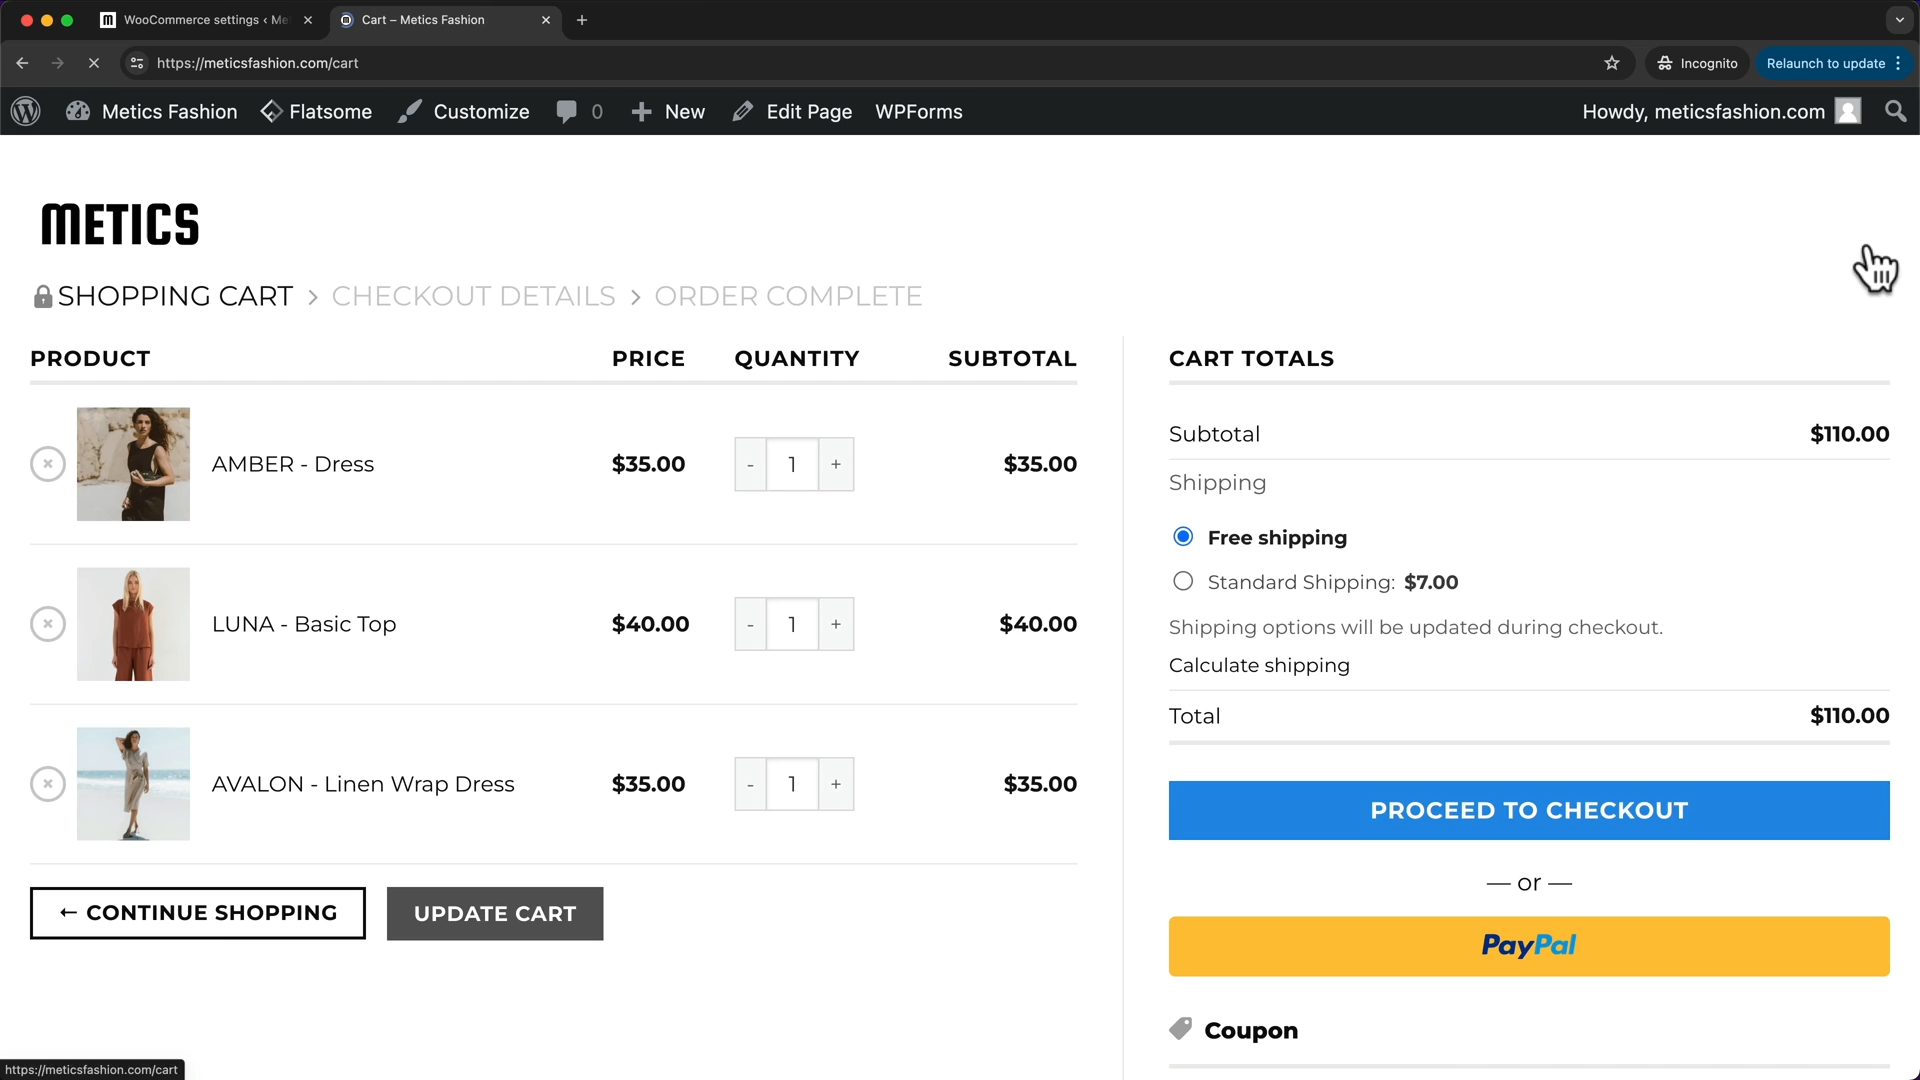 WooCommerce settings ‹ Me
Cart – Metics Fashion
https://meticsfashion.com/cart
Incognito
Relaunch to update
Metics Fashion
Flatsome
Customize
0
New
Edit Page
WPForms
Howdy, meticsfashion.com
METICS
SHOPPING CART > CHECKOUT DETAILS > ORDER COMPLETE
PRODUCT PRICE QUANTITY SUBTOTAL
AMBER - Dress $35.00 - 1 + $35.00
LUNA - Basic Top $40.00 - 1 + $40.00
AVALON - Linen Wrap Dress $35.00 - 1 + $35.00
← CONTINUE SHOPPING
UPDATE CART
CART TOTALS
Subtotal $110.00
Shipping
Free shipping
Standard Shipping: $7.00
Shipping options will be updated during checkout.
Calculate shipping
Total $110.00
PROCEED TO CHECKOUT
— or —
PayPal
Coupon
https://meticsfashion.com/cart